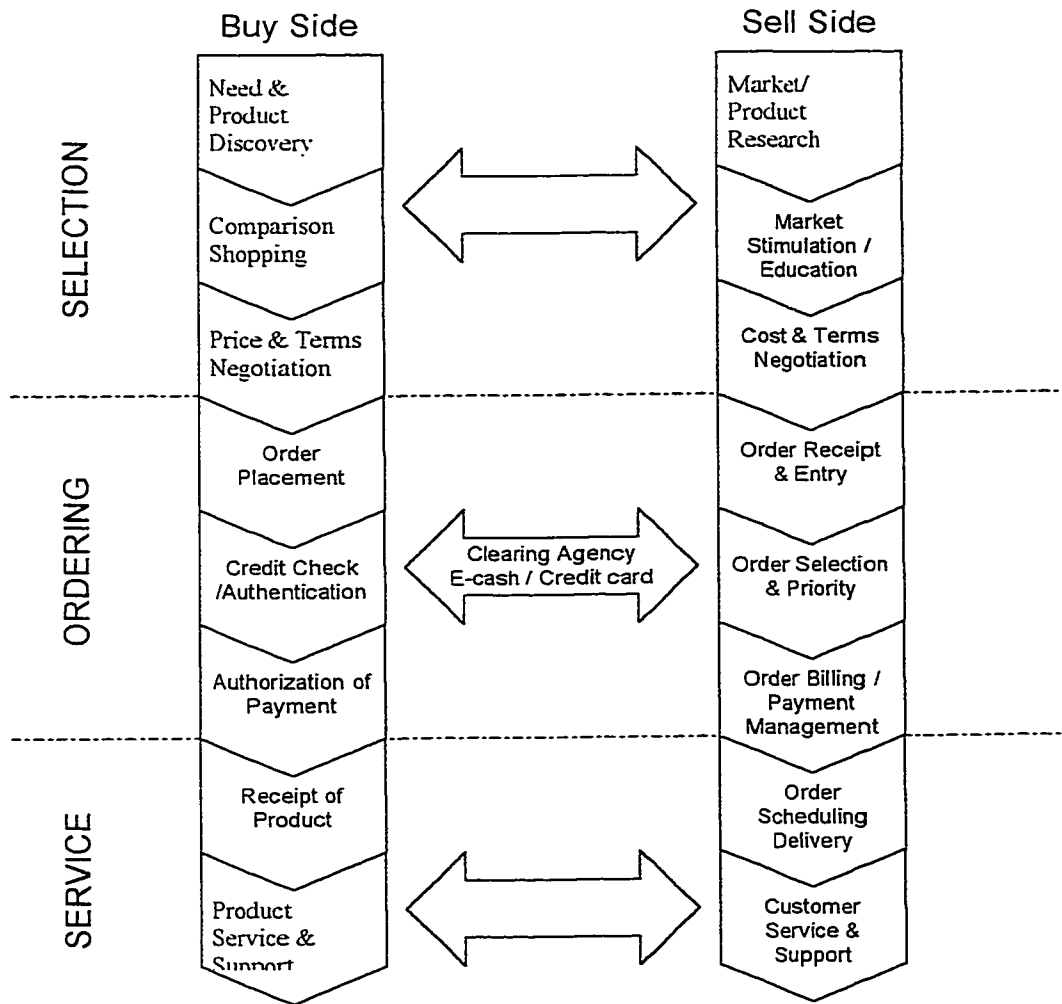 Buy Side
Sell Side
SELECTION
Need &
Product
Discovery
Market/
Product
Research
Comparison
Shopping
Market
Stimulation /
Education
Price & Terms
Negotiation
Cost & Terms
Negotiation
ORDERING
Order
Placement
Order Receipt
& Entry
Credit Check
/Authentication
Clearing Agency
E-cash / Credit card
Order Selection
& Priority
Authorization of
Payment
Order Billing /
Payment
Management
SERVICE
Receipt of
Product
Order
Scheduling
Delivery
Product
Service &
Support
Customer
Service &
Support